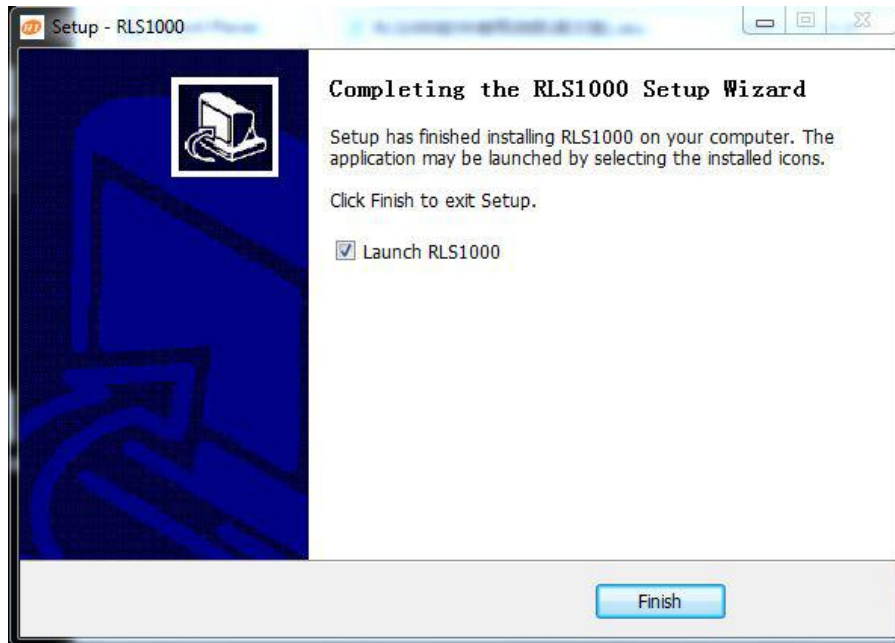 Setup - RLS1000
Completing the RLS1000 Setup Wizard
Setup has finished installing RLS1000 on your computer. The
application may be launched by selecting the installed icons.
Click Finish to exit Setup.
Launch RLS1000
Finish